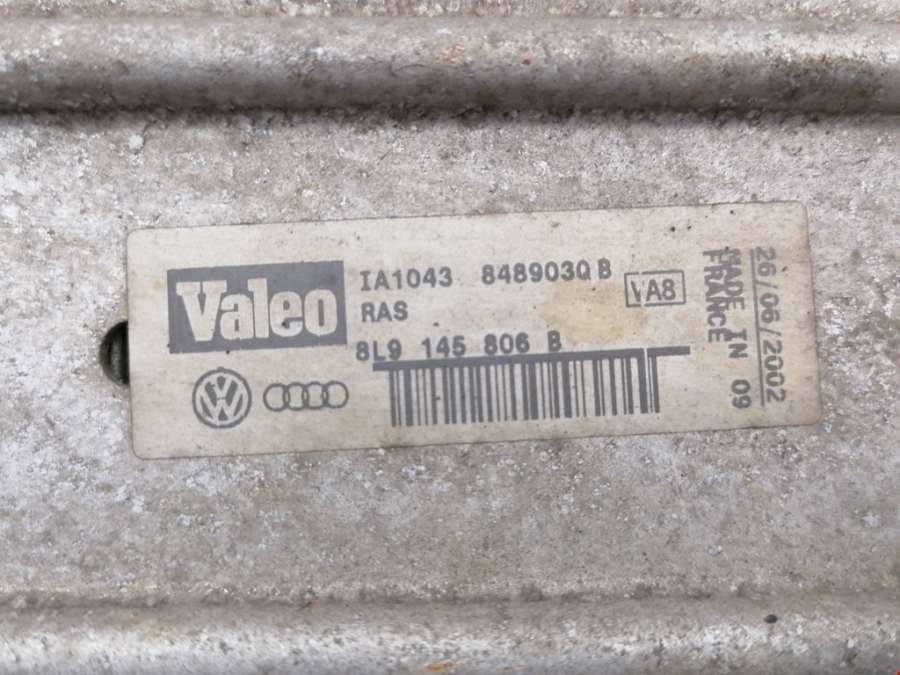 Valeo
IA1043 848903Q B
RAS
8L9 145 806 B
VA8
MADE IN 09
FRANCE
26/06/2002